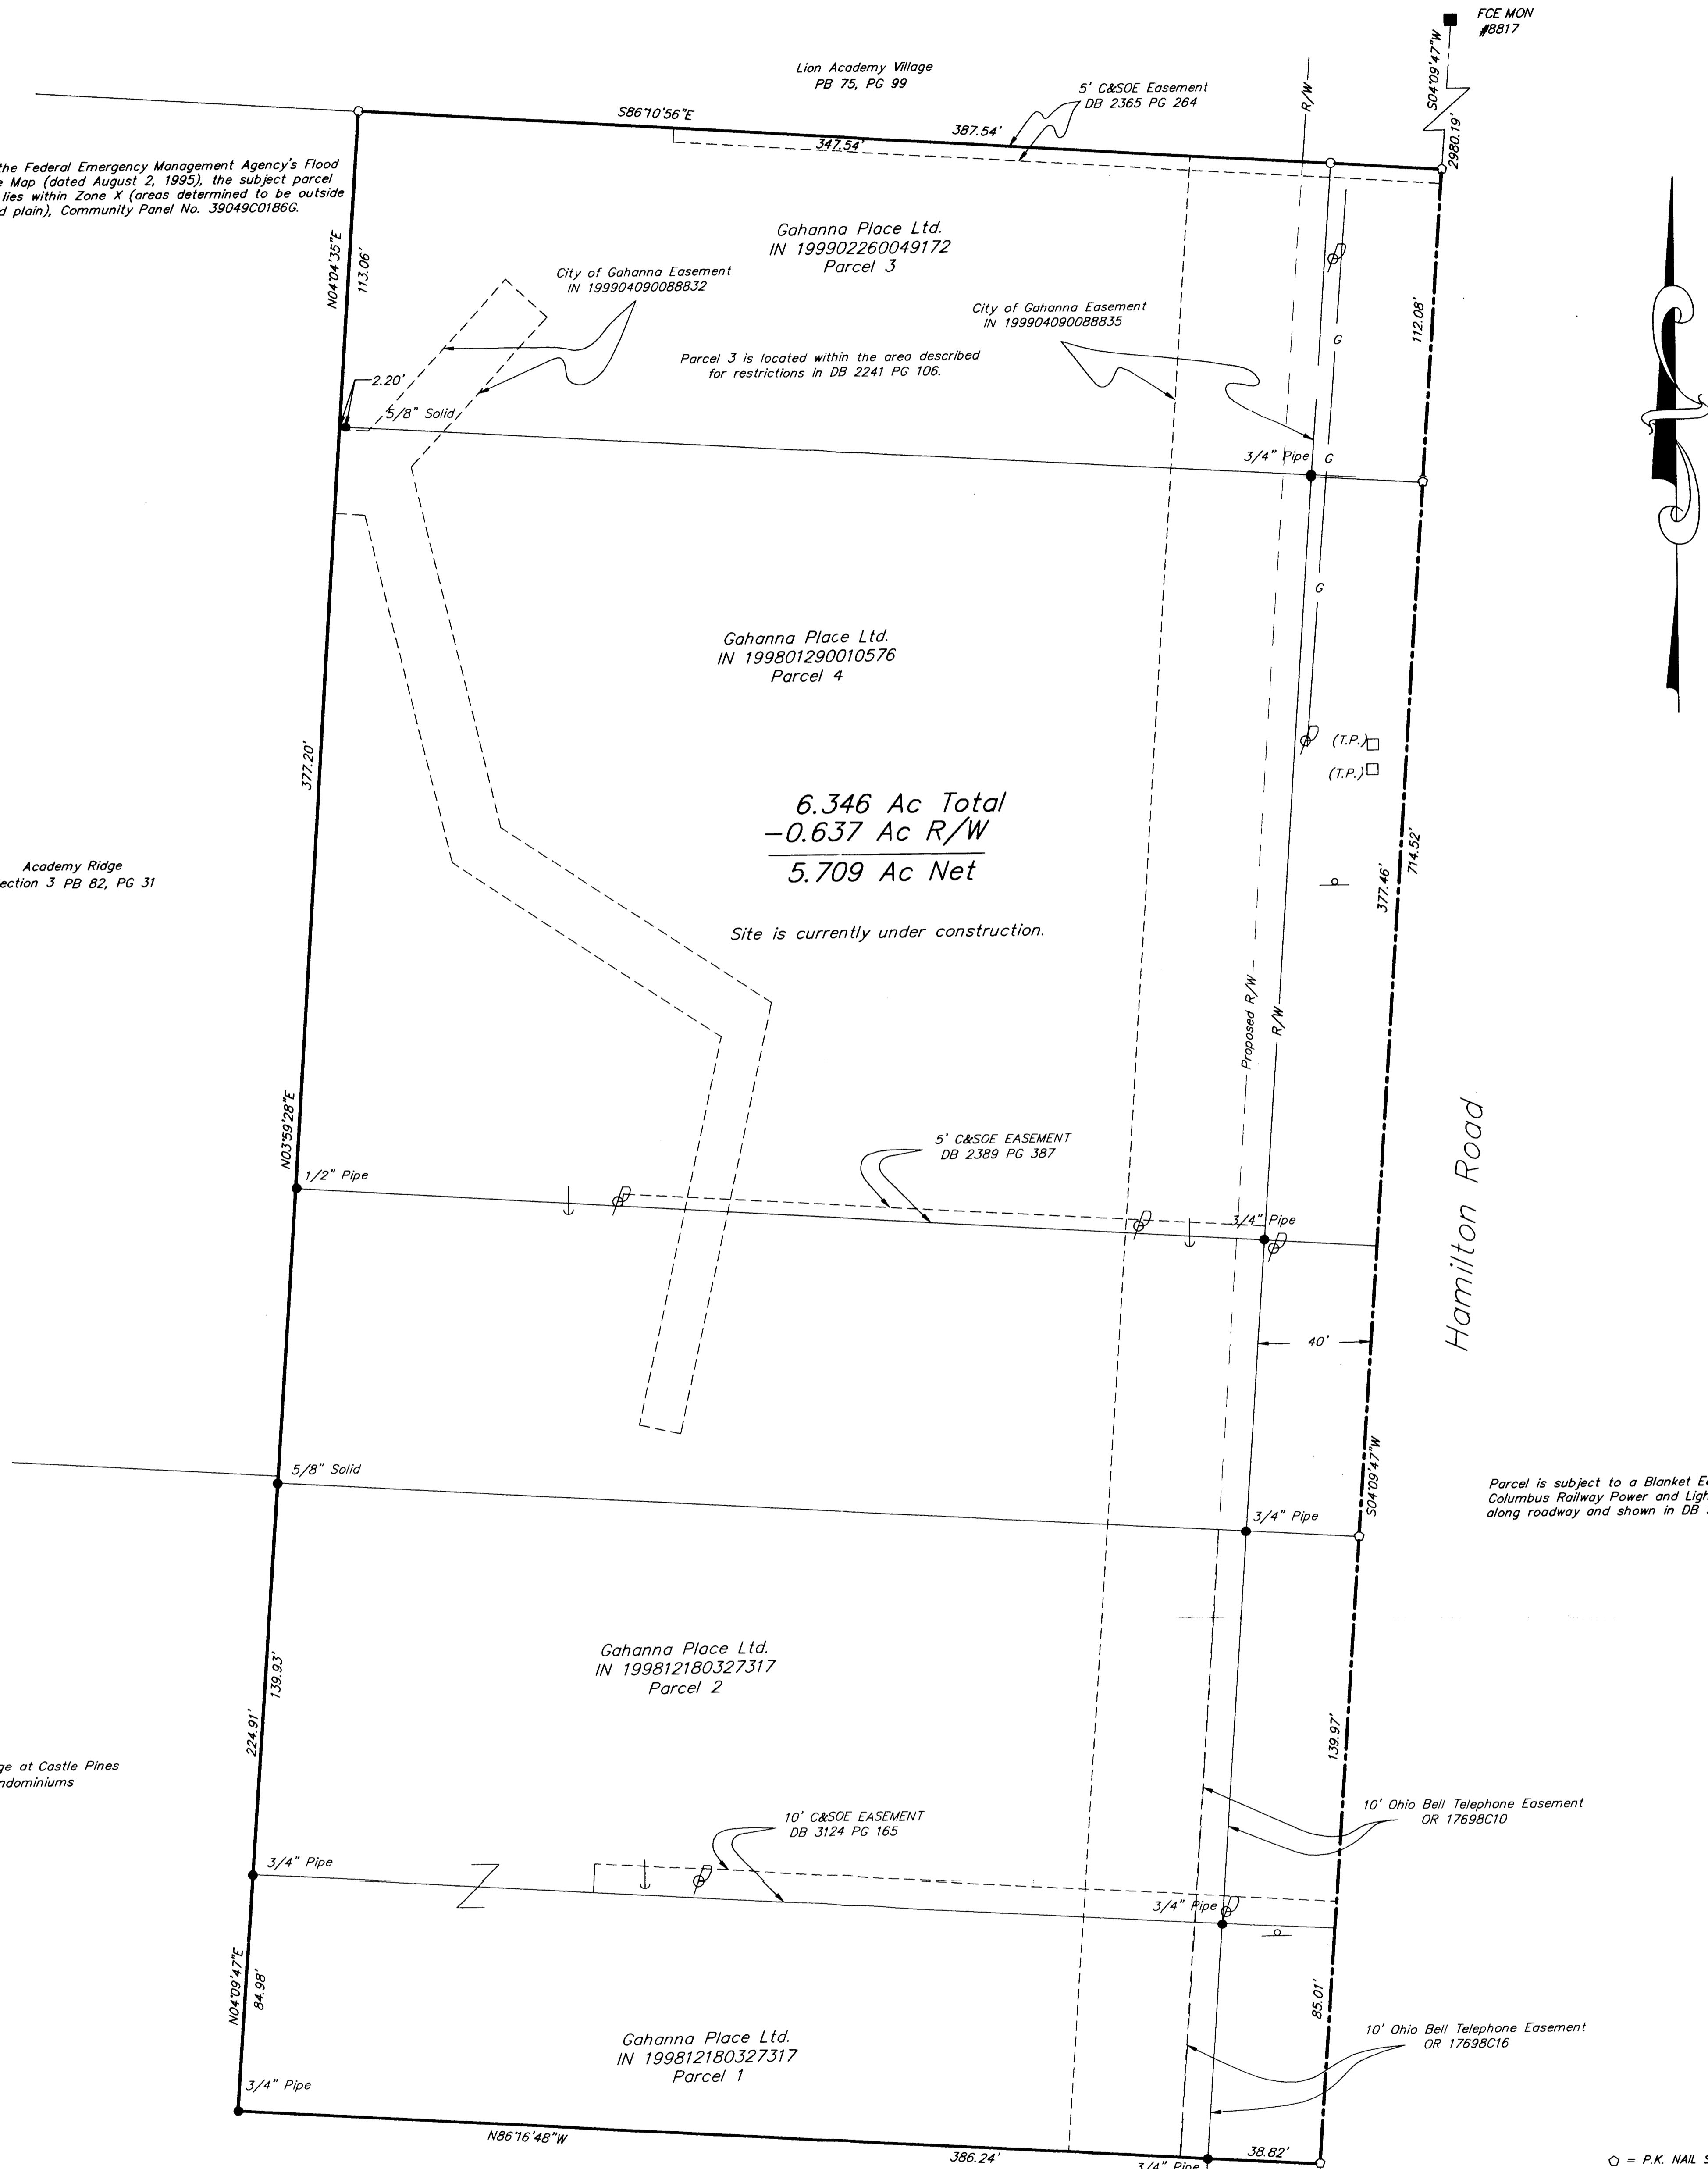 FCE MON
#8817
S04°09'47"W
2980.19'
Lion Academy Village
PB 75, PG 99
5' C&SOE Easement
DB 2365 PG 264
R/W
S86°10'56"E
387.54'
347.54'
the Federal Emergency Management Agency's Flood
Map (dated August 2, 1995), the subject parcel
lies within Zone X (areas determined to be outside
plain), Community Panel No. 39049C0186G.
N04°04'35"E
113.06'
Gahanna Place Ltd.
IN 199902260049172
Parcel 3
City of Gahanna Easement
IN 199904090088832
City of Gahanna Easement
IN 199904090088835
Parcel 3 is located within the area described
for restrictions in DB 2241 PG 106.
G
112.08'
2.20'
5/8" Solid
3/4" Pipe
G
G
Gahanna Place Ltd.
IN 199801290010576
Parcel 4
377.20'
(T.P.)
(T.P.)
6.346 Ac Total
-0.637 Ac R/W
5.709 Ac Net
714.52'
377.46'
Academy Ridge
PB 82, PG 31
Site is currently under construction.
Proposed R/W
R/W
N03°59'28"E
5' C&SOE EASEMENT
DB 2389 PG 387
1/2" Pipe
3/4" Pipe
Hamilton Road
40'
S04°09'47"W
5/8" Solid
3/4" Pipe
Parcel is subject to a Blanket
Columbus Railway Power and
along roadway and shown in DB
Gahanna Place Ltd.
IN 199812180327317
Parcel 2
139.93'
224.91'
139.97'
at Castle Pines
10' C&SOE EASEMENT
DB 3124 PG 165
10' Ohio Bell Telephone Easement
OR 17698C10
3/4" Pipe
3/4" Pipe
N04°09'47"E
84.98'
85.01'
Gahanna Place Ltd.
IN 199812180327317
Parcel 1
10' Ohio Bell Telephone Easement
OR 17698C16
3/4" Pipe
N86°16'48"W
386.24'
38.82'
3/4" Pipe
= P.K. NAIL